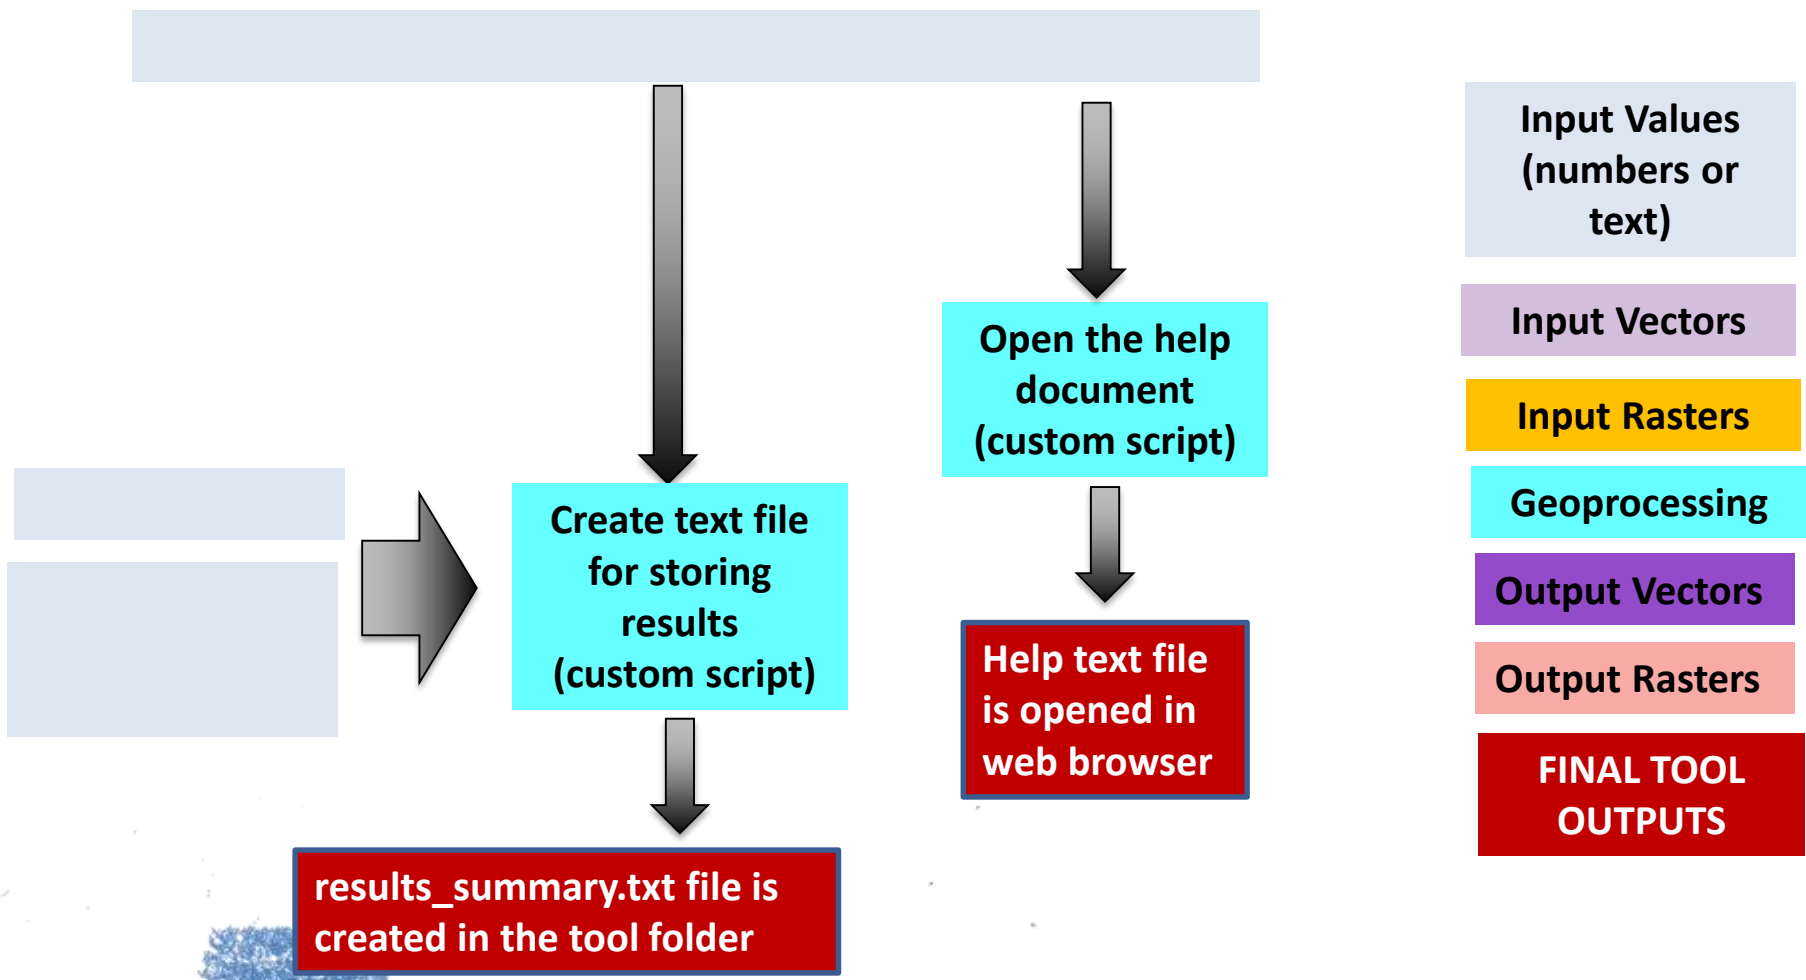 Open the help
document
(custom script)
Create text file
for storing
results
(custom script)
Help text file
is opened in
web browser
results_summary.txt file is
created in the tool folder
Input Values
(numbers or
text)
Input Vectors
Input Rasters
Geoprocessing
Output Vectors
Output Rasters
FINAL TOOL
OUTPUTS